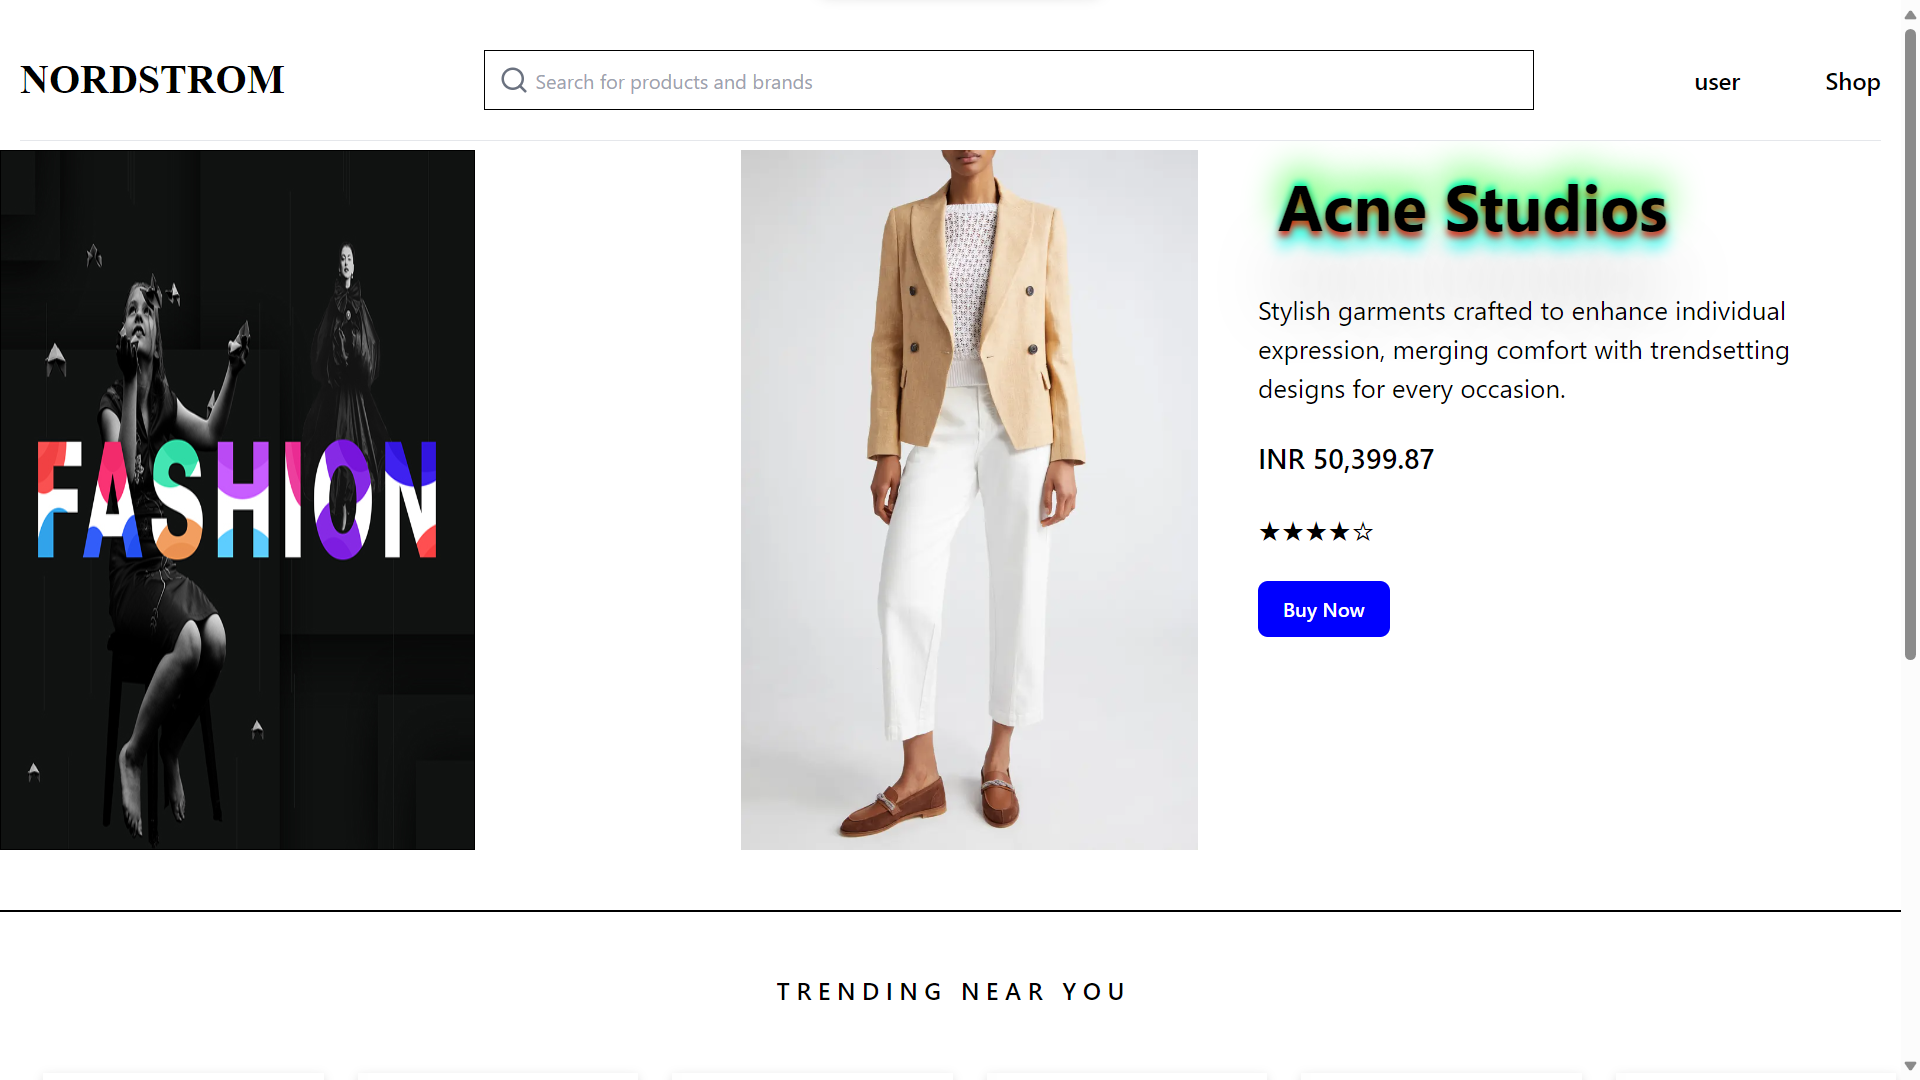 NORDSTROM
Search for products and brands
user
Shop
FASHION
Acne Studios
Stylish garments crafted to enhance individual
expression, merging comfort with trendsetting
designs for every occasion.
INR 50,399.87
★★★★☆
Buy Now
TRENDING NEAR YOU